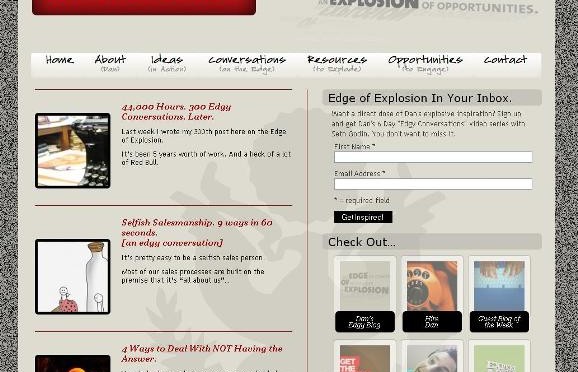 AN EXPLOSION OF OPPORTUNITIES.
Home About Ideas Conversations Resources Opportunities Contact
(Dan) (in Action) (on the Edge) (to Explode) (to Engage)
44,000 Hours. 300 Edgy
Conversations. Later.
Last week I wrote my 300th post here on the Edge
of Explosion.
It's been 5 years worth of work. And a heck of a lot
of Red Bull.
Selfish Salesmanship. 9 ways in 60
seconds.
[an edgy conversation]
It's pretty easy to be a selfish sales person.
Most of our sales processes are built on the
premise that it's "all about us"...
4 Ways to Deal With NOT Having the
Answer.
Edge of Explosion In Your Inbox.
Want a direct dose of Dan's explosive inspiration? Sign up
and get Dan's 6 Day "Edgy Conversations" video series with
Seth Godin. You don't want to miss it.
First Name *
Email Address *
* = required field
Get Inspired!
Check Out...
EDGE OF EXPLOSION
Dan's
Edgy Blog
Hire
Dan
Guest Blog of
the Week
GET THE